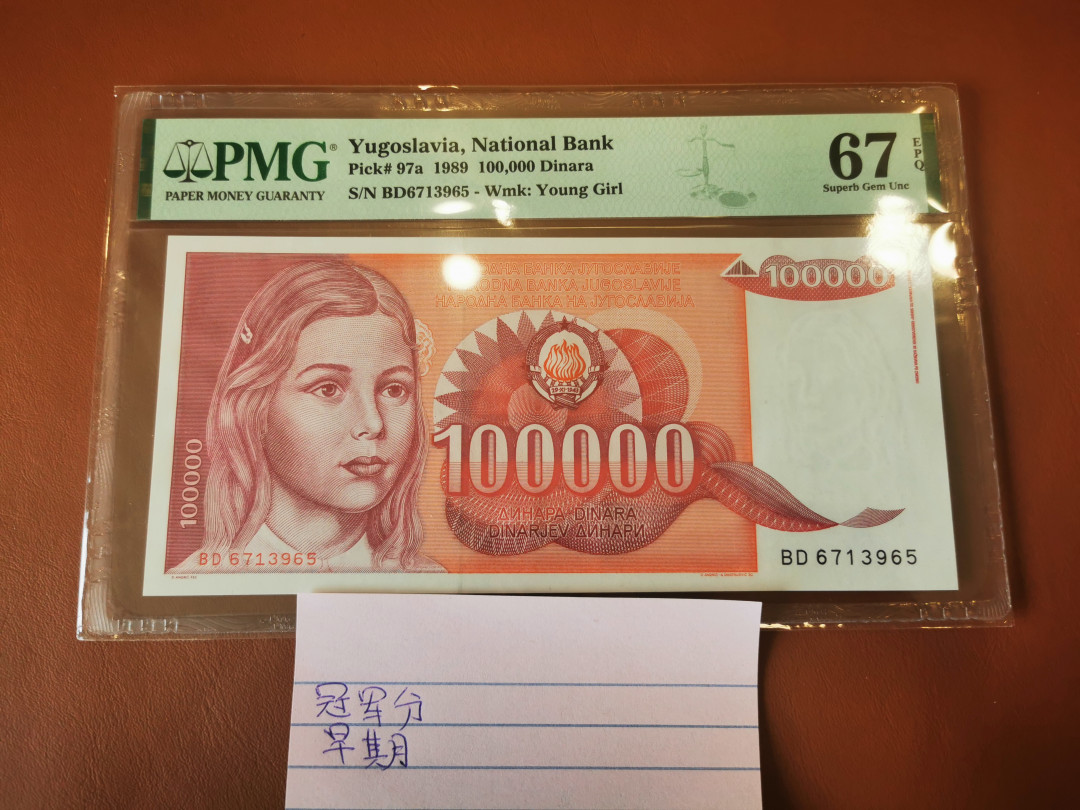 PMG®
PAPER MONEY GUARANTY
Yugoslavia, National Bank
Pick# 97a 1989 100,000 Dinara
S/N BD6713965 - Wmk: Young Girl
67 EPQ
Superb Gem Unc
НАРОДНА БАНКА ЈУГОСЛАВИЈЕ
NARODNA BANKA JUGOSLAVIJE
НАРОДНА БАНКА НА ЈУГОСЛАВИЈА
100000
100000
100000
ДИНАРА DINARA
DINARJEV ДИНАРИ
BD 6713965
BD 6713965
冠军分
早期